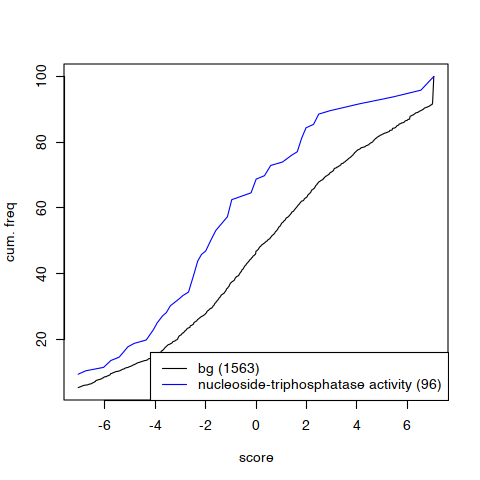 100
80
60
40
20
cum. freq
bg (1563)
nucleoside-triphosphatase activity (96)
-6 -4 -2 0 2 4 6
score